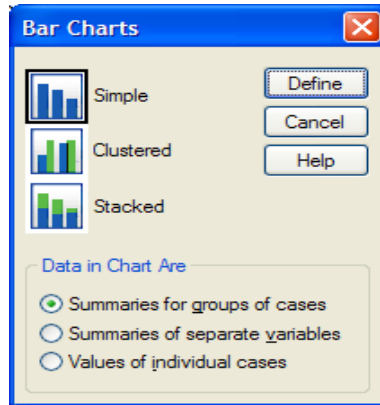 Bar Charts
Simple
Define
Cancel
Clustered
Help
Stacked
Data in Chart Are
Summaries for groups of cases
Summaries of separate variables
Values of individual cases